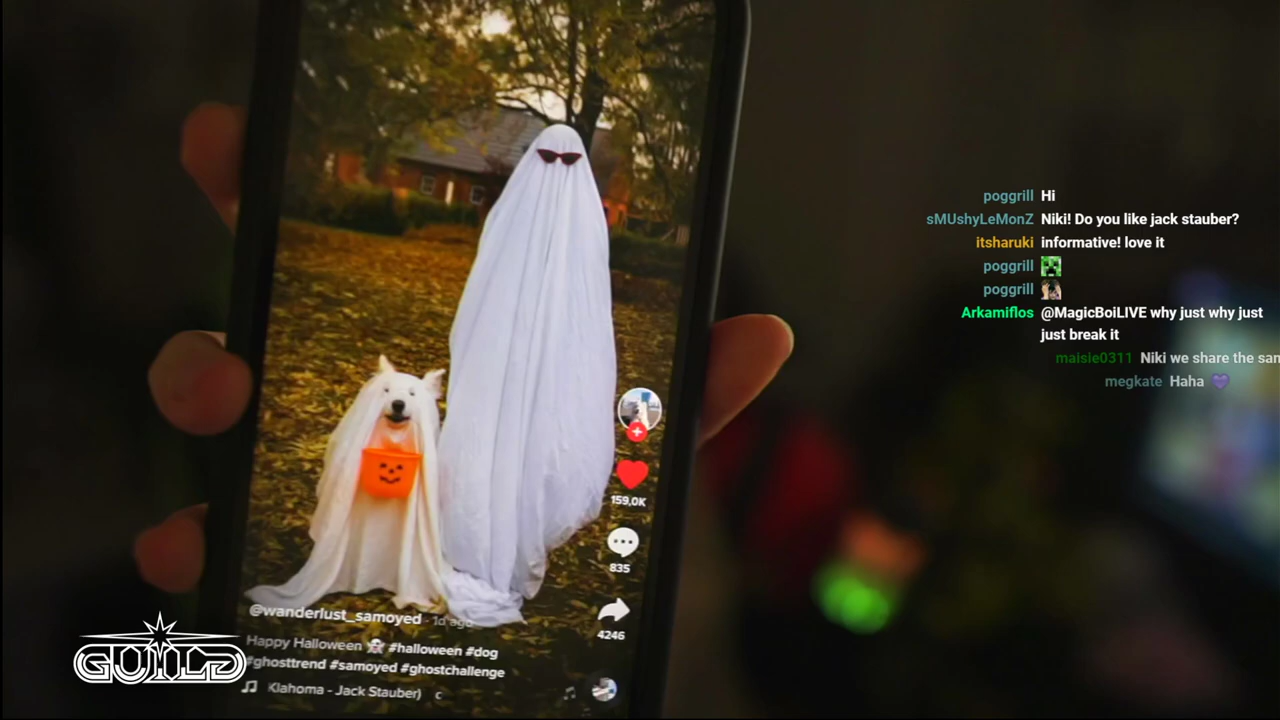 poggrill Hi
sMUshyLeMonZ Niki! Do you like jack stauber?
itsharuki informative! love it
poggrill
poggrill
Arkamiflos @MagicBoiLIVE why just why just
just break it
maisie0311 Niki we share the san
megkate Haha 💜
159,0K
835
4246
@wanderlust_samoyed · 1d ago
Happy Halloween 👻 #halloween #dog
#ghosttrend #samoyed #ghostchallenge
Klahoma - Jack Stauber) c
GUILD